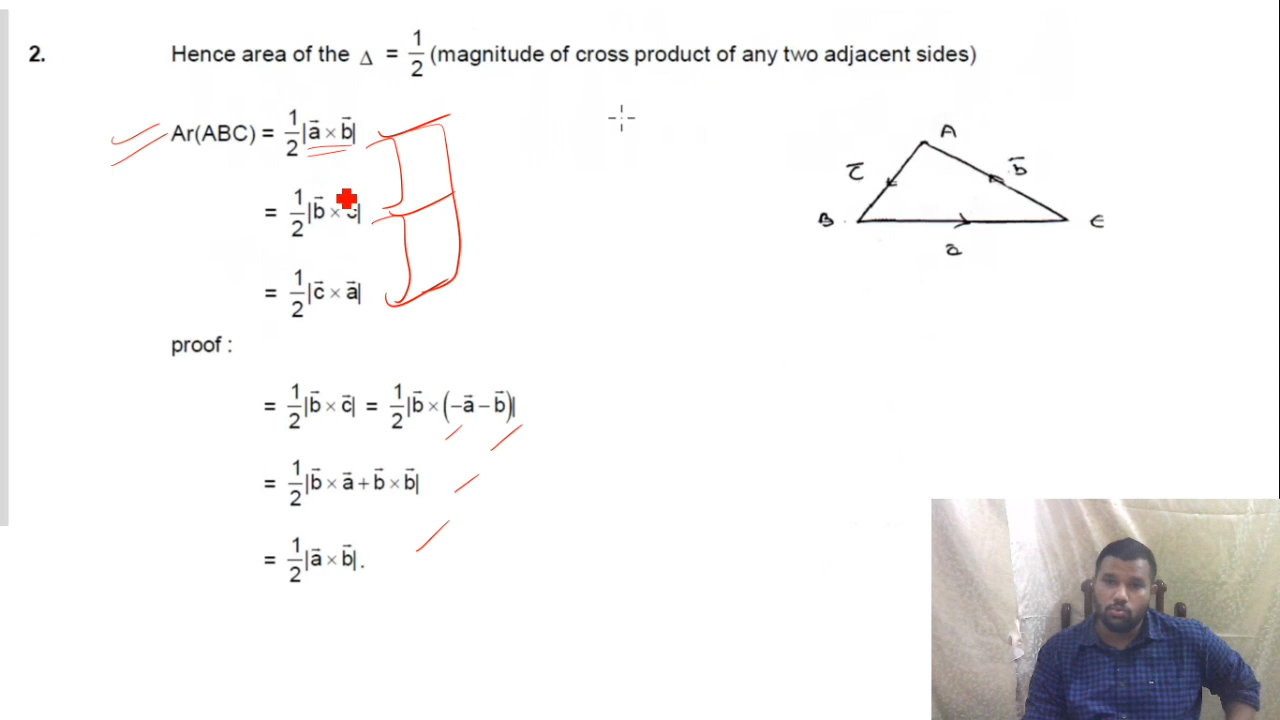 2. Hence area of the Δ = 1/2 (magnitude of cross product of any two adjacent sides)
Ar(ABC) = 1/2 |a⃗ × b⃗|
= 1/2 |b⃗ × c⃗|
= 1/2 |c⃗ × a⃗|
A
c̅
b̅
B
C
a̅
proof :
= 1/2 |b⃗ × c⃗| = 1/2 |b⃗ × (−a⃗ − b⃗)|
= 1/2 |b⃗ × a⃗ + b⃗ × b⃗|
= 1/2 |a⃗ × b⃗|.